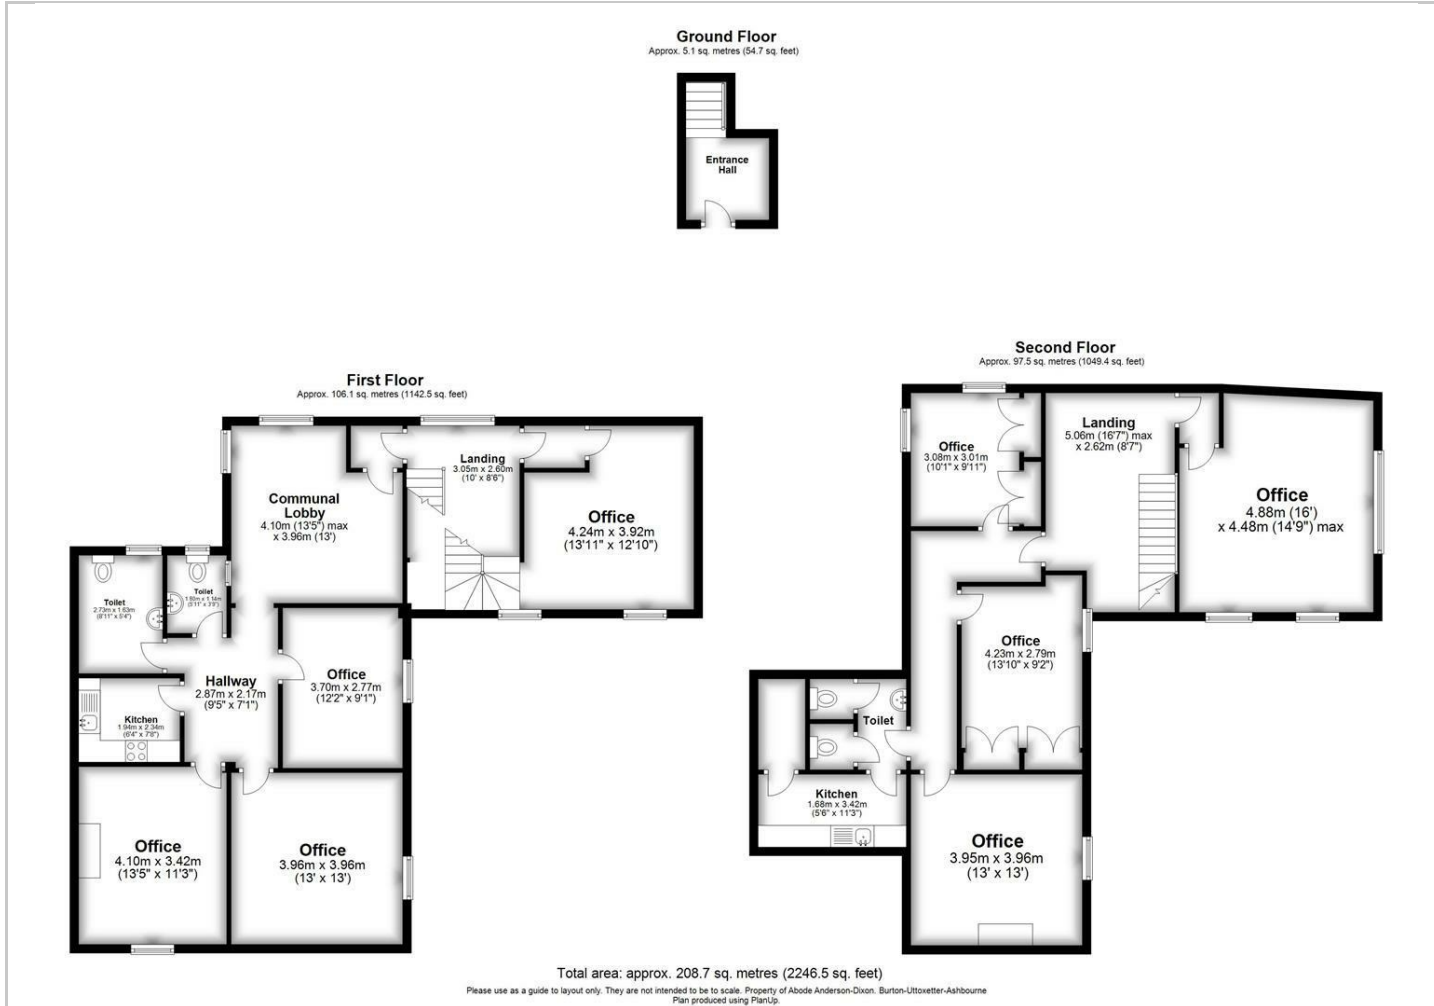 Ground Floor
Approx. 5.1 sq. metres (54.7 sq. feet)
Entrance
Hall
First Floor
Approx. 106.1 sq. metres (1142.5 sq. feet)
Landing
3.05m x 2.60m
(10' x 8'6")
Communal
Lobby
4.10m (13'5") max
x 3.96m (13')
Office
4.24m x 3.92m
(13'11" x 12'10")
Toilet
2.73m x 1.63m
(8'11" x 5'4")
Toilet
1.80m x 1.14m
(5'11" x 3'9")
Hallway
2.87m x 2.17m
(9'5" x 7'1")
Office
3.70m x 2.77m
(12'2" x 9'1")
Kitchen
1.94m x 2.34m
(6'4" x 7'8")
Office
4.10m x 3.42m
(13'5" x 11'3")
Office
3.96m x 3.96m
(13' x 13')
Second Floor
Approx. 97.5 sq. metres (1049.4 sq. feet)
Office
3.08m x 3.01m
(10'1" x 9'11")
Landing
5.06m (16'7") max
x 2.62m (8'7")
Office
4.88m (16')
x 4.48m (14'9") max
Office
4.23m x 2.79m
(13'10" x 9'2")
Toilet
Kitchen
1.68m x 3.42m
(5'6" x 11'3")
Office
3.95m x 3.96m
(13' x 13')
Total area: approx. 208.7 sq. metres (2246.5 sq. feet)
Please use as a guide to layout only. They are not intended to be to scale. Property of Abode Anderson-Dixon. Burton-Uttoxetter-Ashbourne
Plan produced using PlanUp.